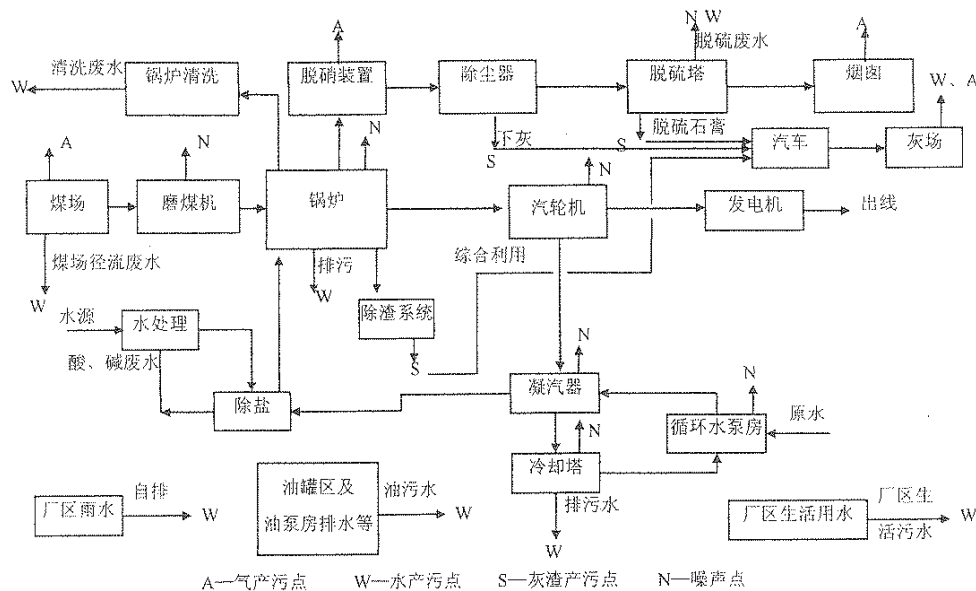 A
N W
脱硫废水
A
清洗废水
W
锅炉清洗
脱硝装置
除尘器
脱硫塔
烟囱
W、A
A
N
N
下灰
S
脱硫石膏
S
汽车
灰场
煤场
磨煤机
锅炉
N
汽轮机
发电机
出线
煤场径流废水
W
排污
W
综合利用
水源
水处理
除渣系统
S
N
酸、碱废水
除盐
凝汽器
N
循环水泵房
原水
N
冷却塔
排污水
W
厂区雨水
自排
W
油罐区及
油泵房排水等
油污水
W
厂区生活用水
厂区生
活污水
W
A—气产污点 W—水产污点 S—灰渣产污点 N—噪声点